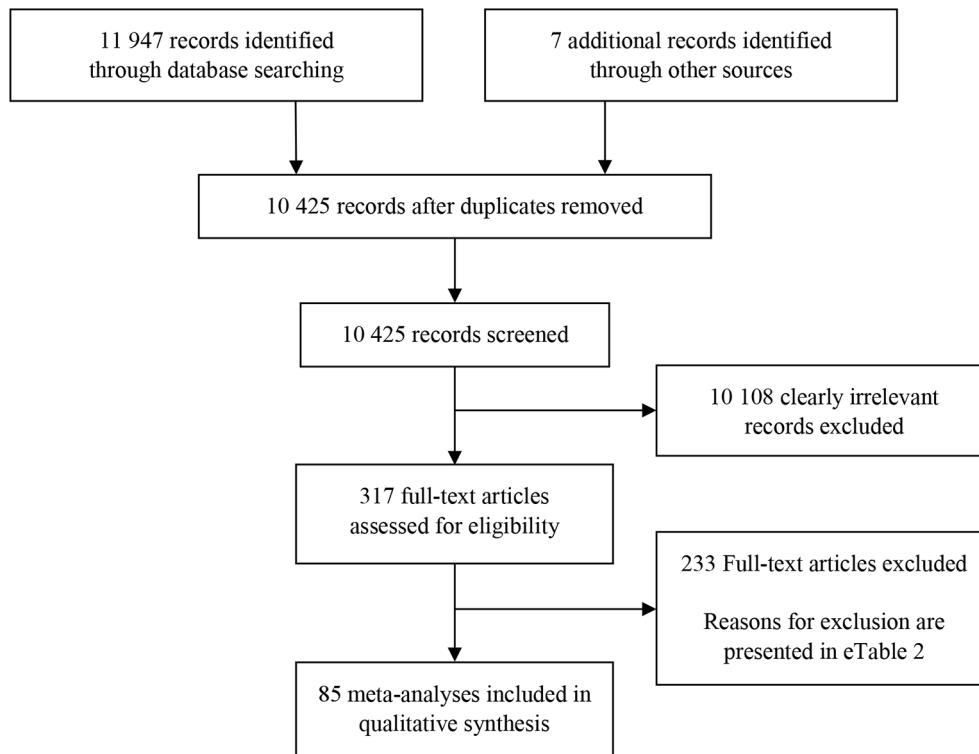 11 947 records identified
through database searching
7 additional records identified
through other sources
10 425 records after duplicates removed
10 425 records screened
10 108 clearly irrelevant
records excluded
317 full-text articles
assessed for eligibility
233 Full-text articles excluded
Reasons for exclusion are
presented in eTable 2
85 meta-analyses included in
qualitative synthesis